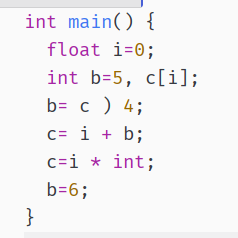 int main() {
float i=0;
int b=5, c[i];
b= c ) 4;
c= i + b;
c=i * int;
b=6;
}